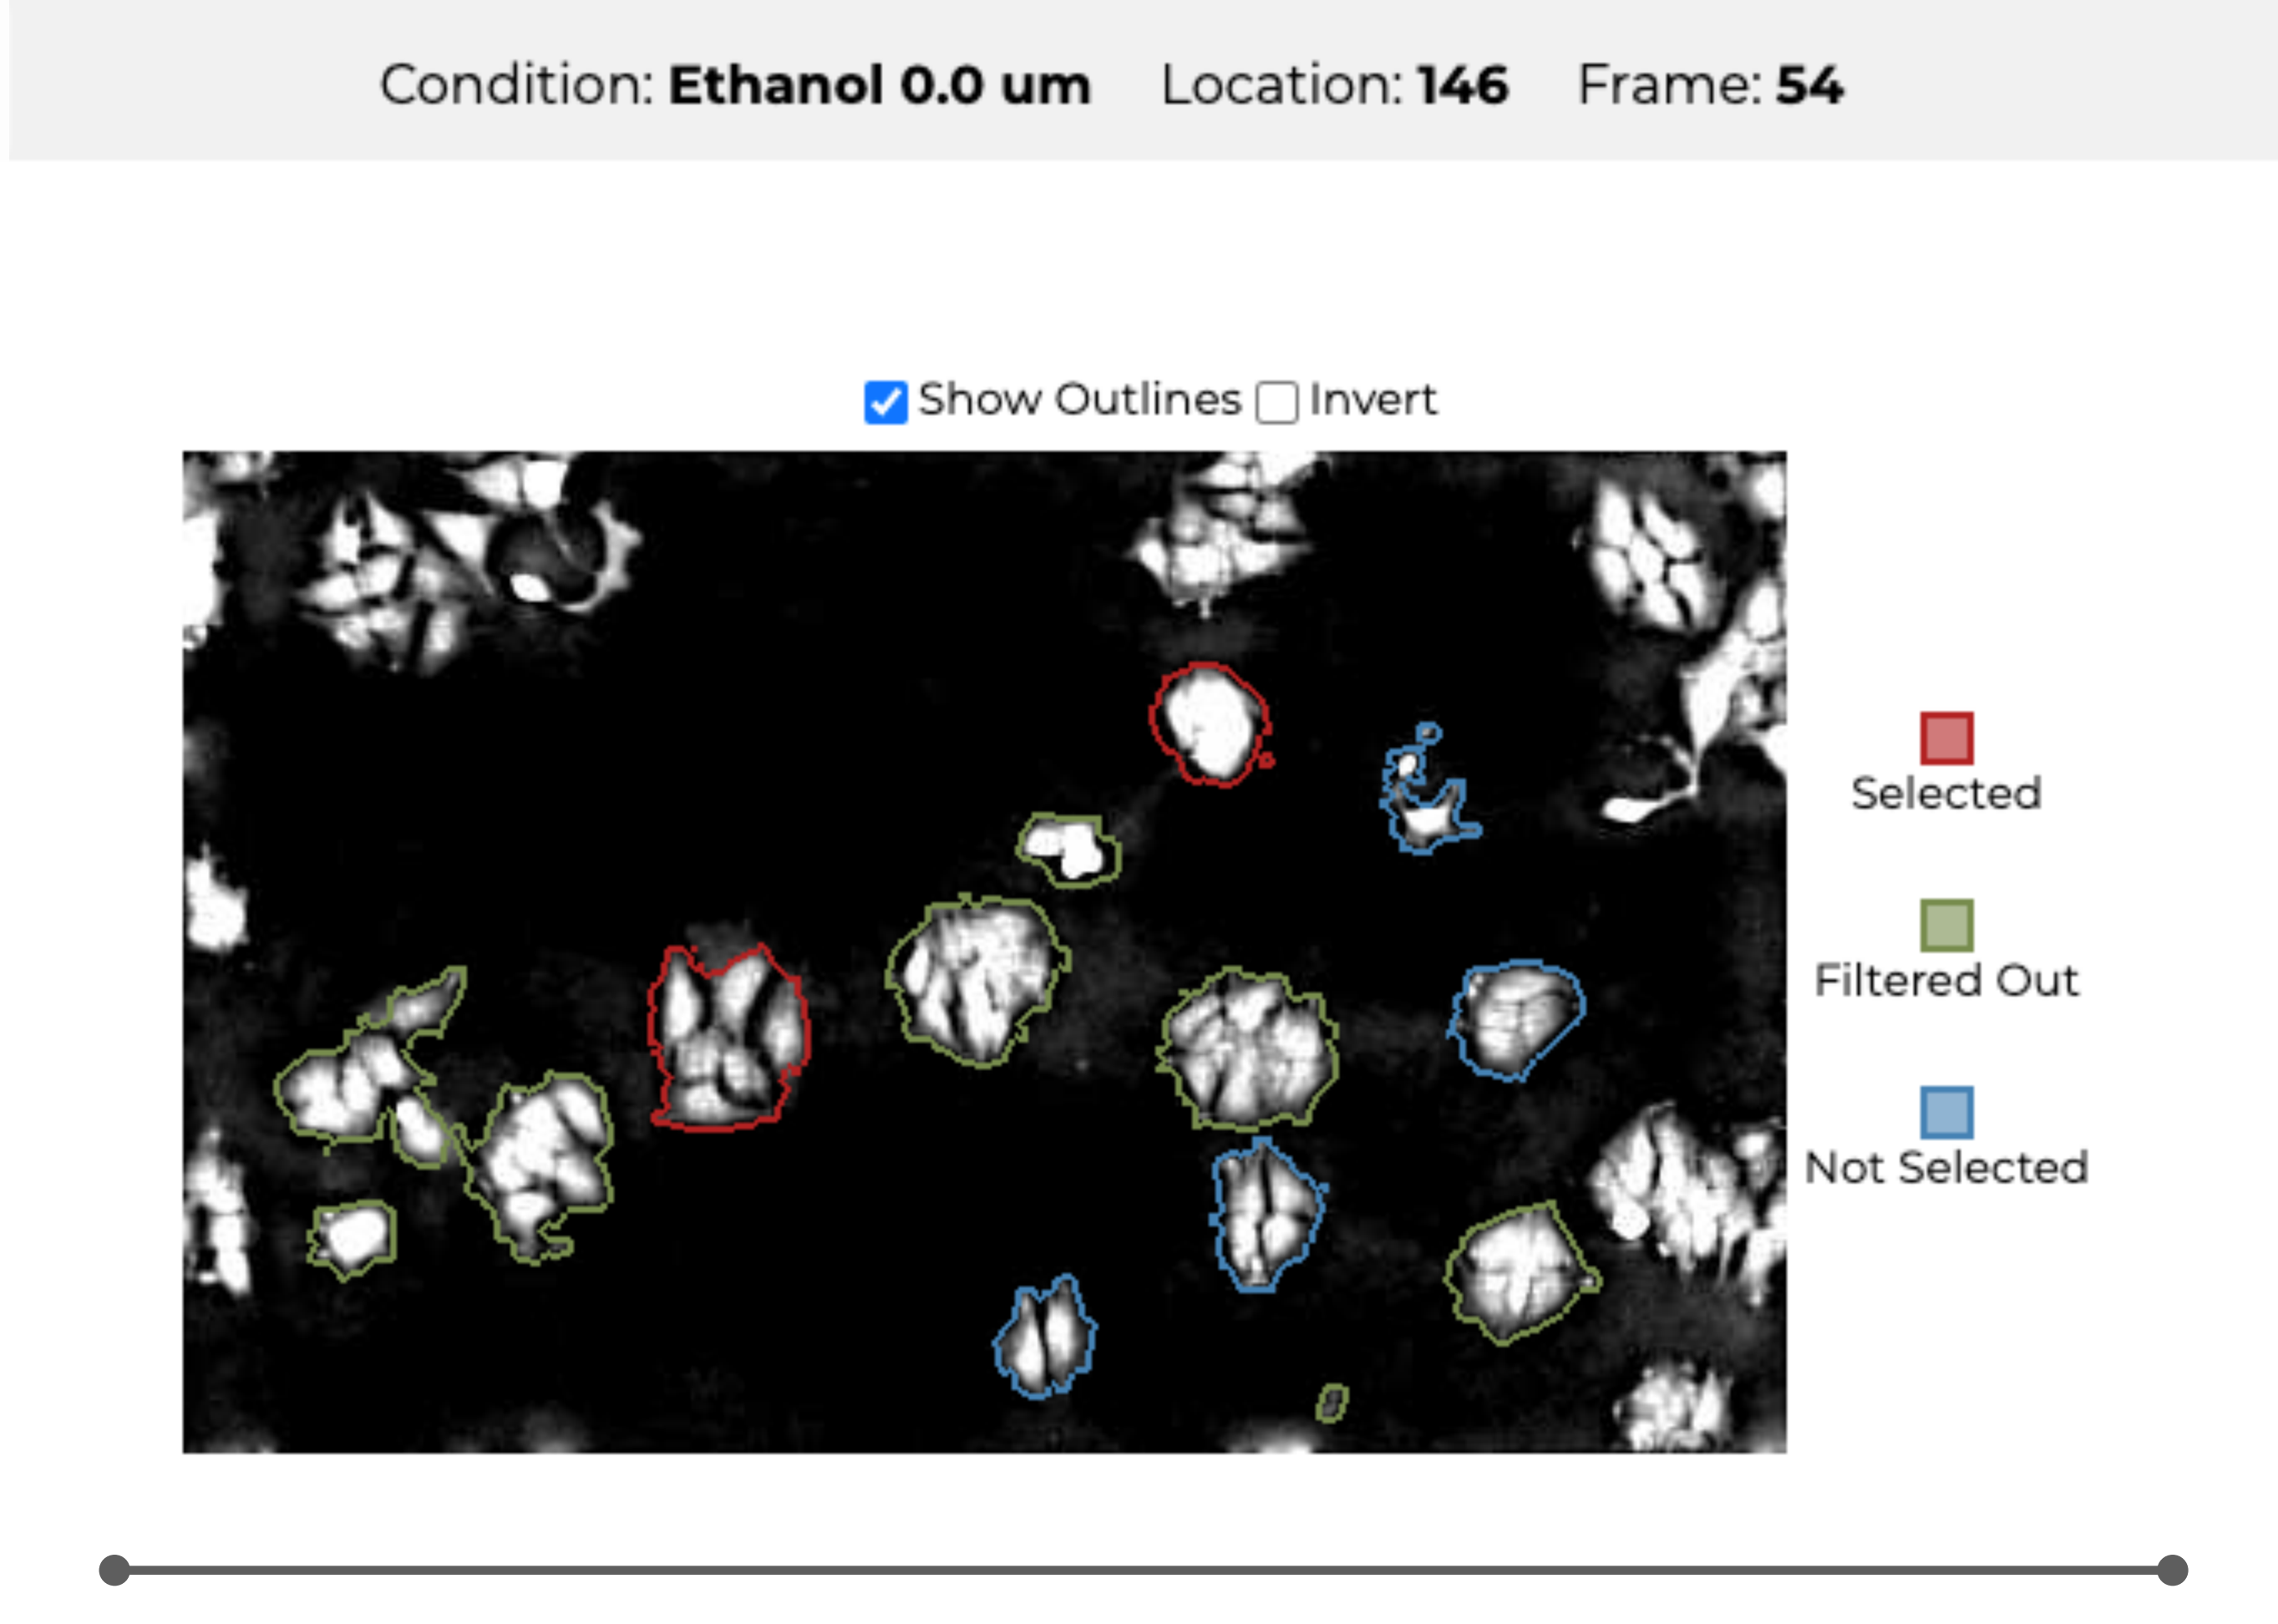 Condition: Ethanol 0.0 um Location: 146 Frame: 54
Show Outlines Invert
Selected
Filtered Out
Not Selected